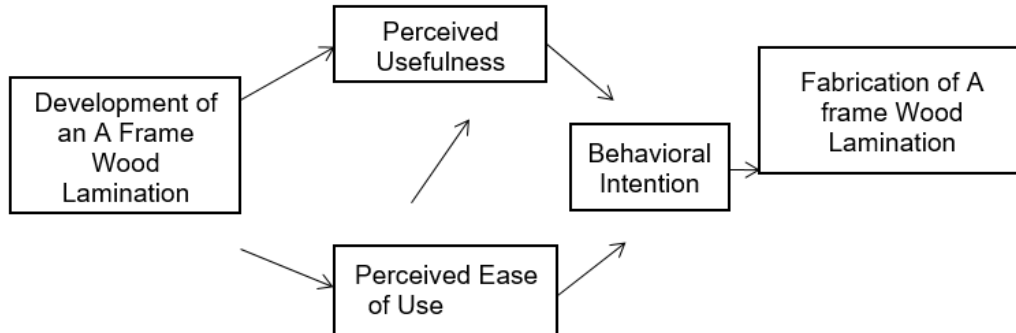 Development of
an A Frame
Wood
Lamination
Perceived
Usefulness
Perceived Ease
of Use
Behavioral
Intention
Fabrication of A
frame Wood
Lamination